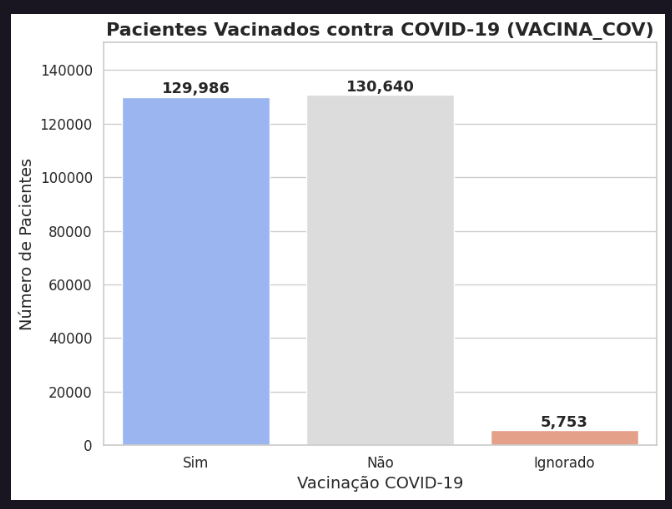 Pacientes Vacinados contra COVID-19 (VACINA_COV)
Número de Pacientes
140000
120000
100000
80000
60000
40000
20000
0
129,986
130,640
5,753
Sim
Não
Ignorado
Vacinação COVID-19